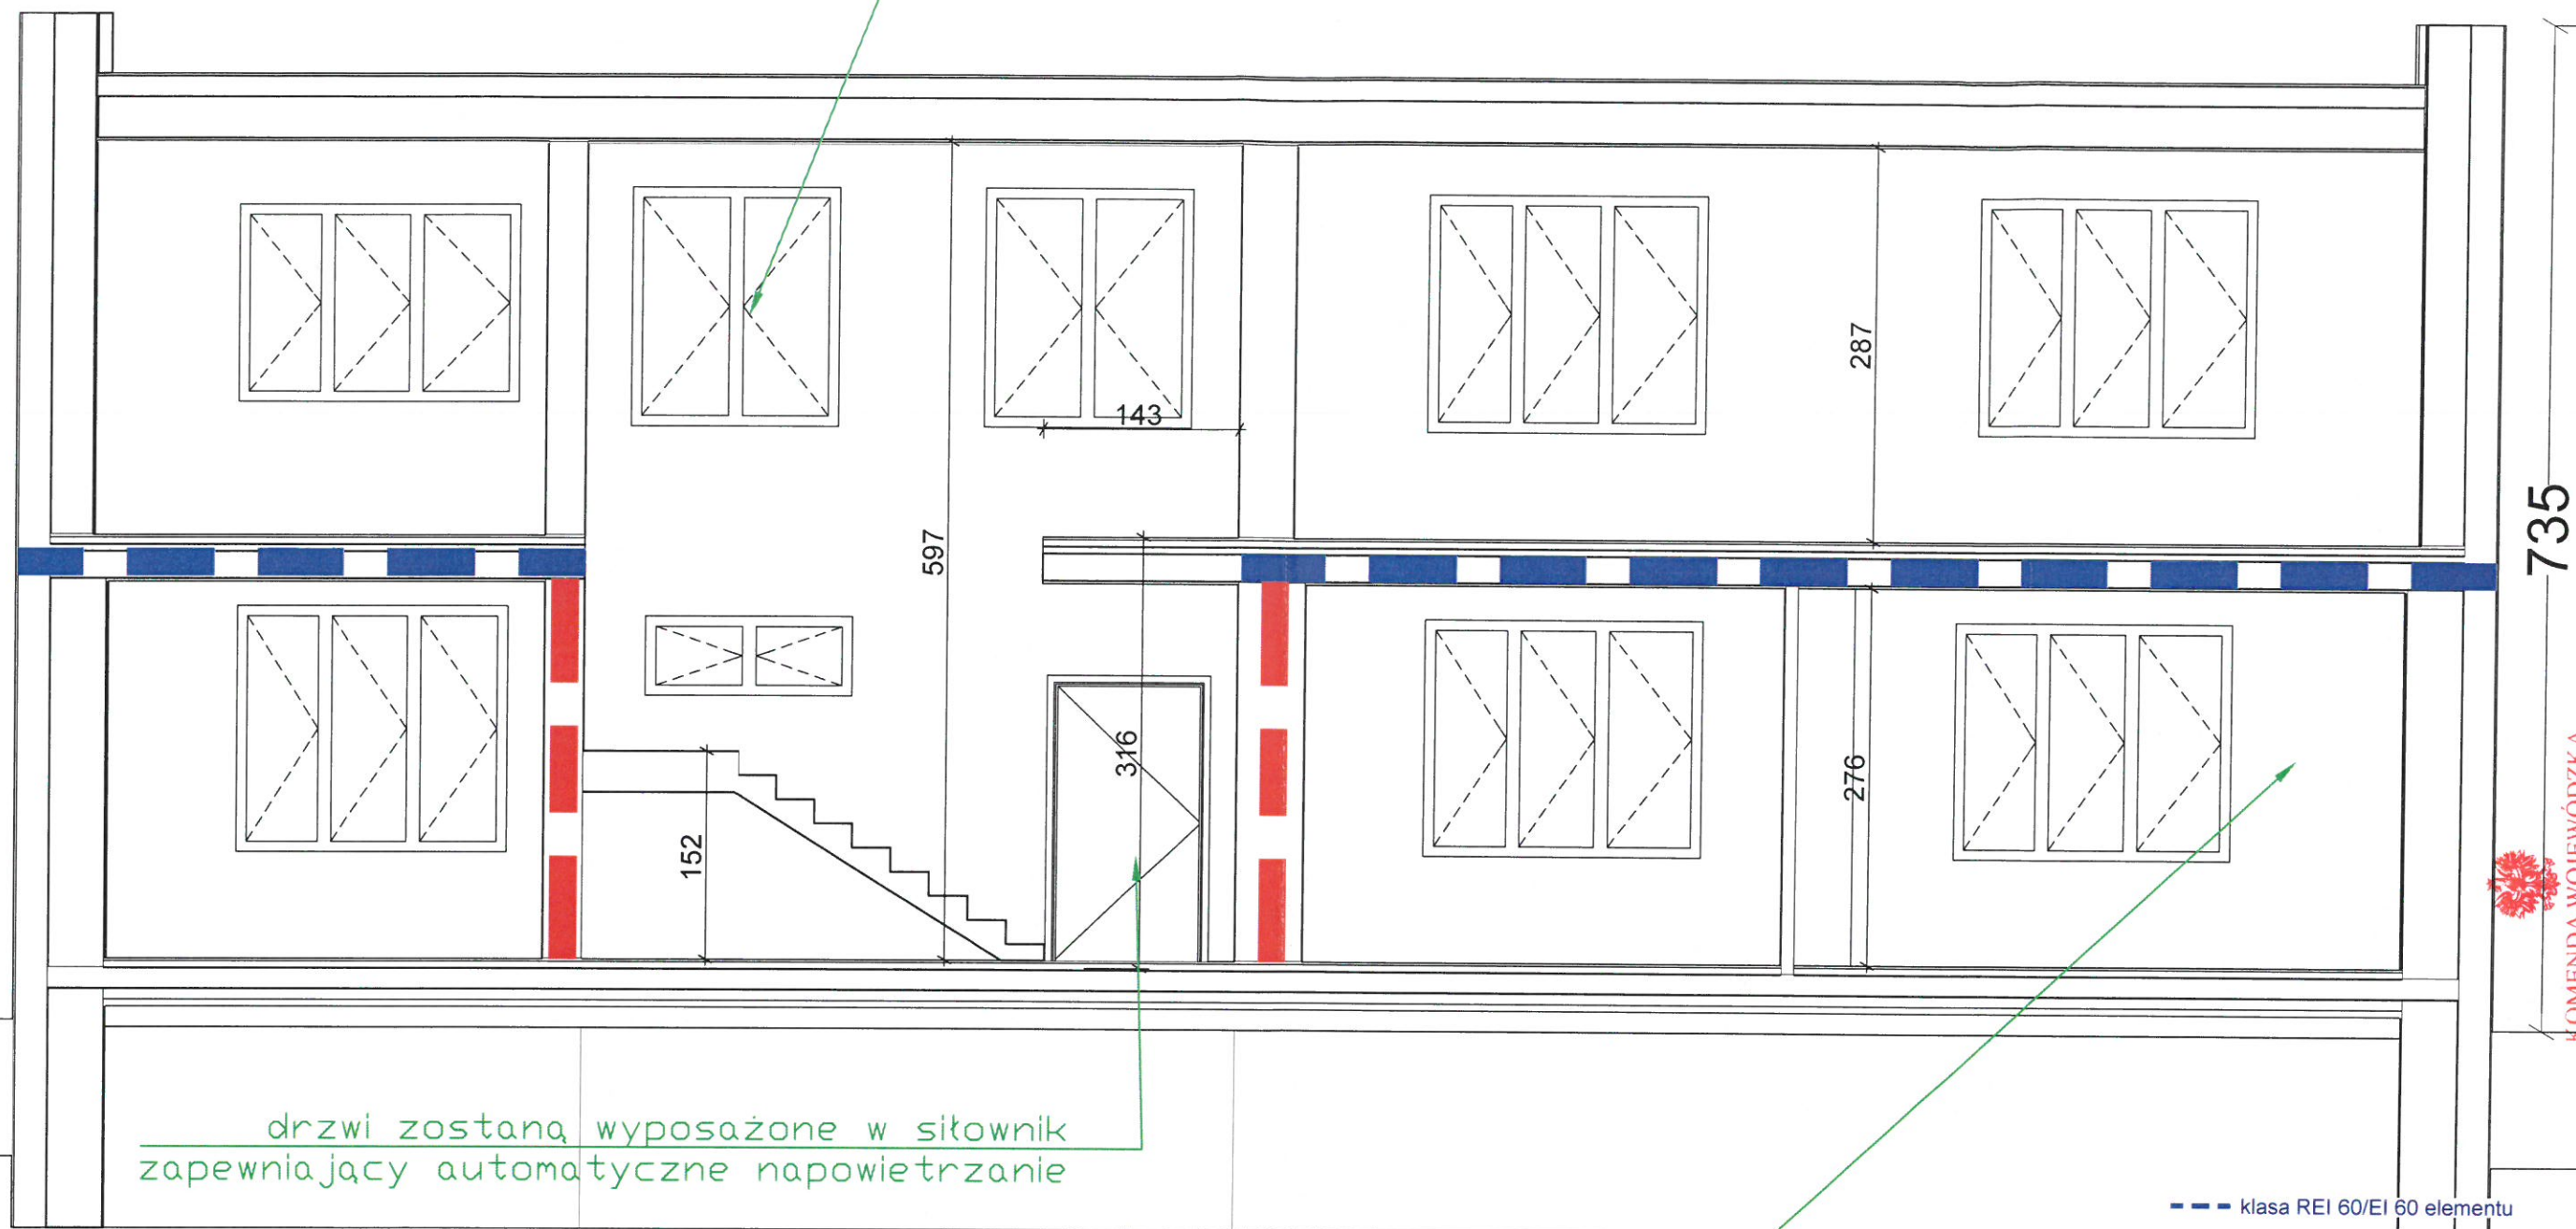 143
287
597
735
316
276
152
KOMENDA WOJEWÓDZKA
drzwi zostaną wyposażone w siłownik
zapewniający automatyczne napowietrzanie
klasa REI 60/EI 60 elementu